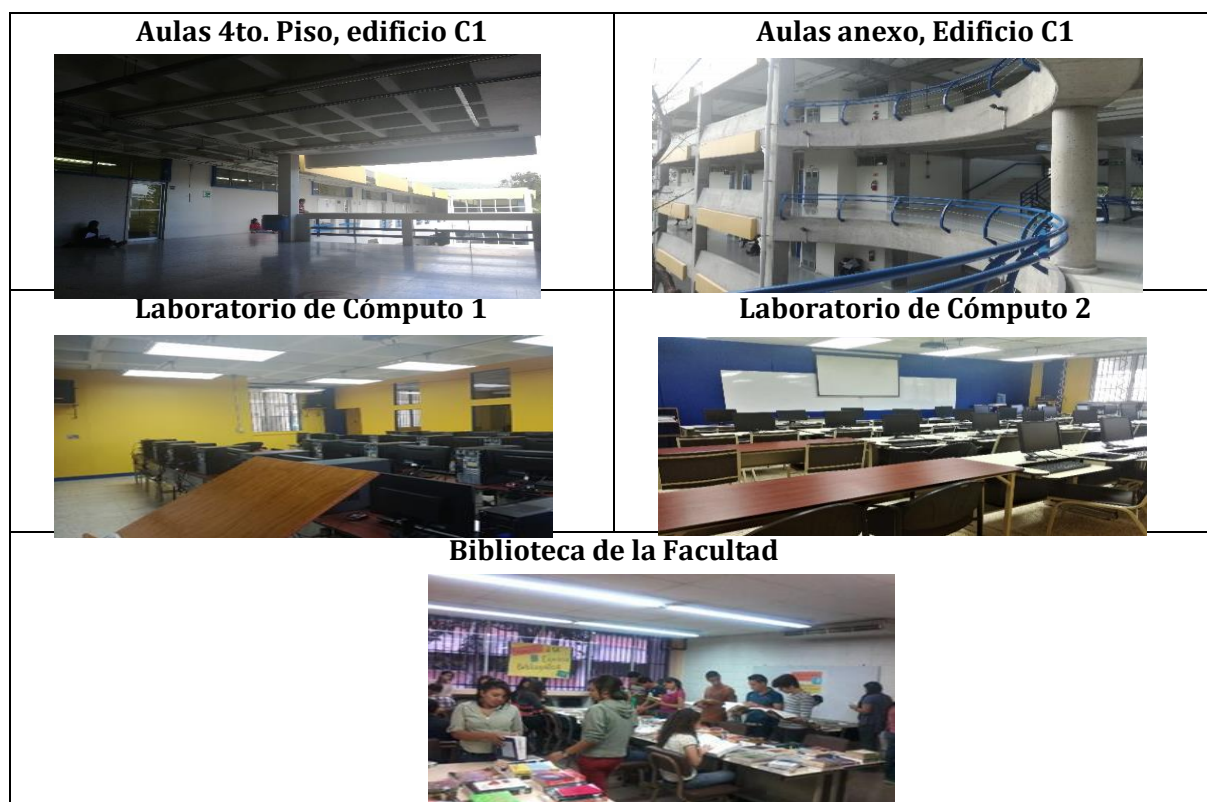 Aulas 4to. Piso, edificio C1
Aulas anexo, Edificio C1
Laboratorio de Cómputo 1
Laboratorio de Cómputo 2
Biblioteca de la Facultad